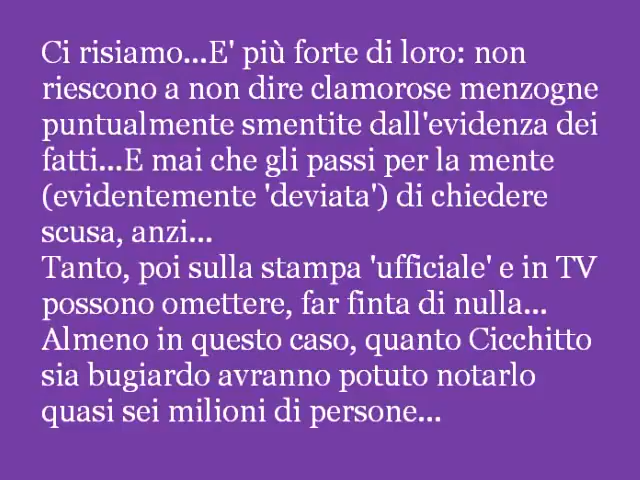 Ci risiamo...E' più forte di loro: non
riescono a non dire clamorose menzogne
puntualmente smentite dall'evidenza dei
fatti...E mai che gli passi per la mente
(evidentemente 'deviata') di chiedere
scusa, anzi...
Tanto, poi sulla stampa 'ufficiale' e in TV
possono omettere, far finta di nulla...
Almeno in questo caso, quanto Cicchitto
sia bugiardo avranno potuto notarlo
quasi sei milioni di persone...